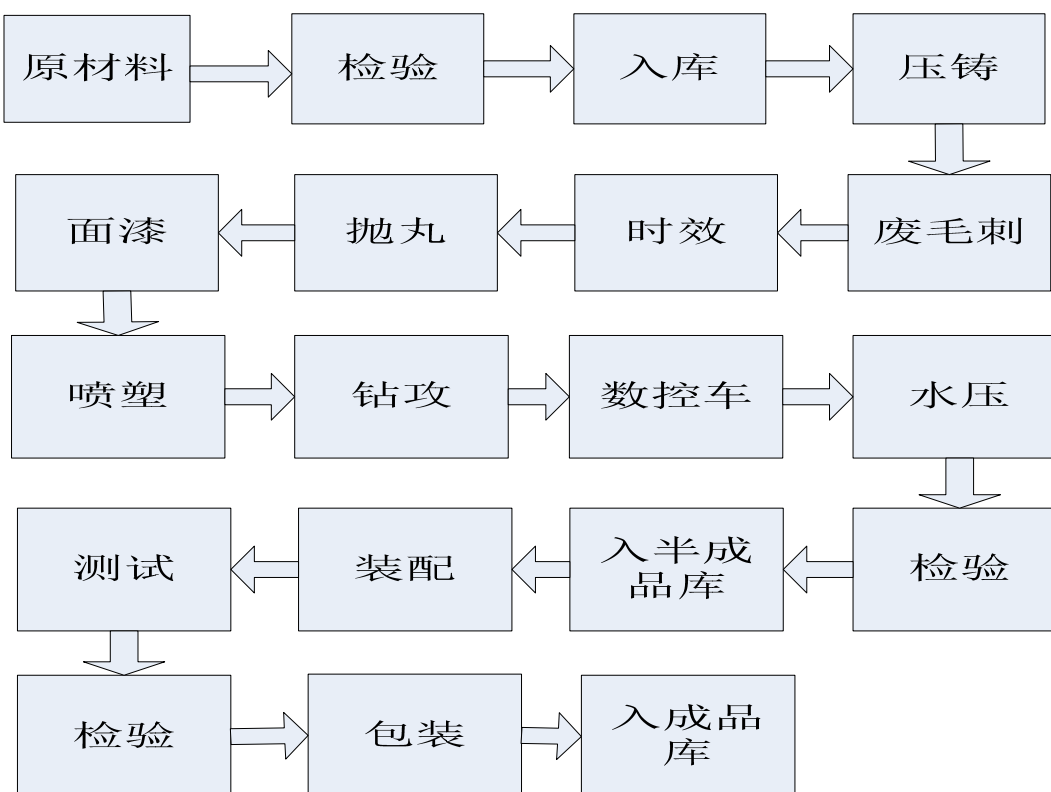 原材料
检验
入库
压铸
废毛刺
时效
抛丸
面漆
喷塑
钻攻
数控车
水压
检验
入半成
品库
装配
测试
检验
包装
入成品
库